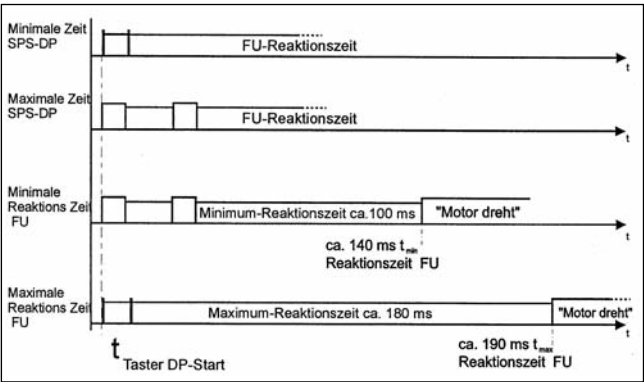 Minimale Zeit
SPS-DP
FU-Reaktionszeit
t
Maximale Zeit
SPS-DP
FU-Reaktionszeit
t
Minimale
Reaktions Zeit
FU
Minimum-Reaktionszeit ca.100 ms
"Motor dreht"
t
ca. 140 ms tmin
Reaktionszeit FU
Maximale
Reaktions Zeit
FU
Maximum-Reaktionszeit ca. 180 ms
"Motor dreht"
t
ca. 190 ms tmax
Reaktionszeit FU
t Taster DP-Start